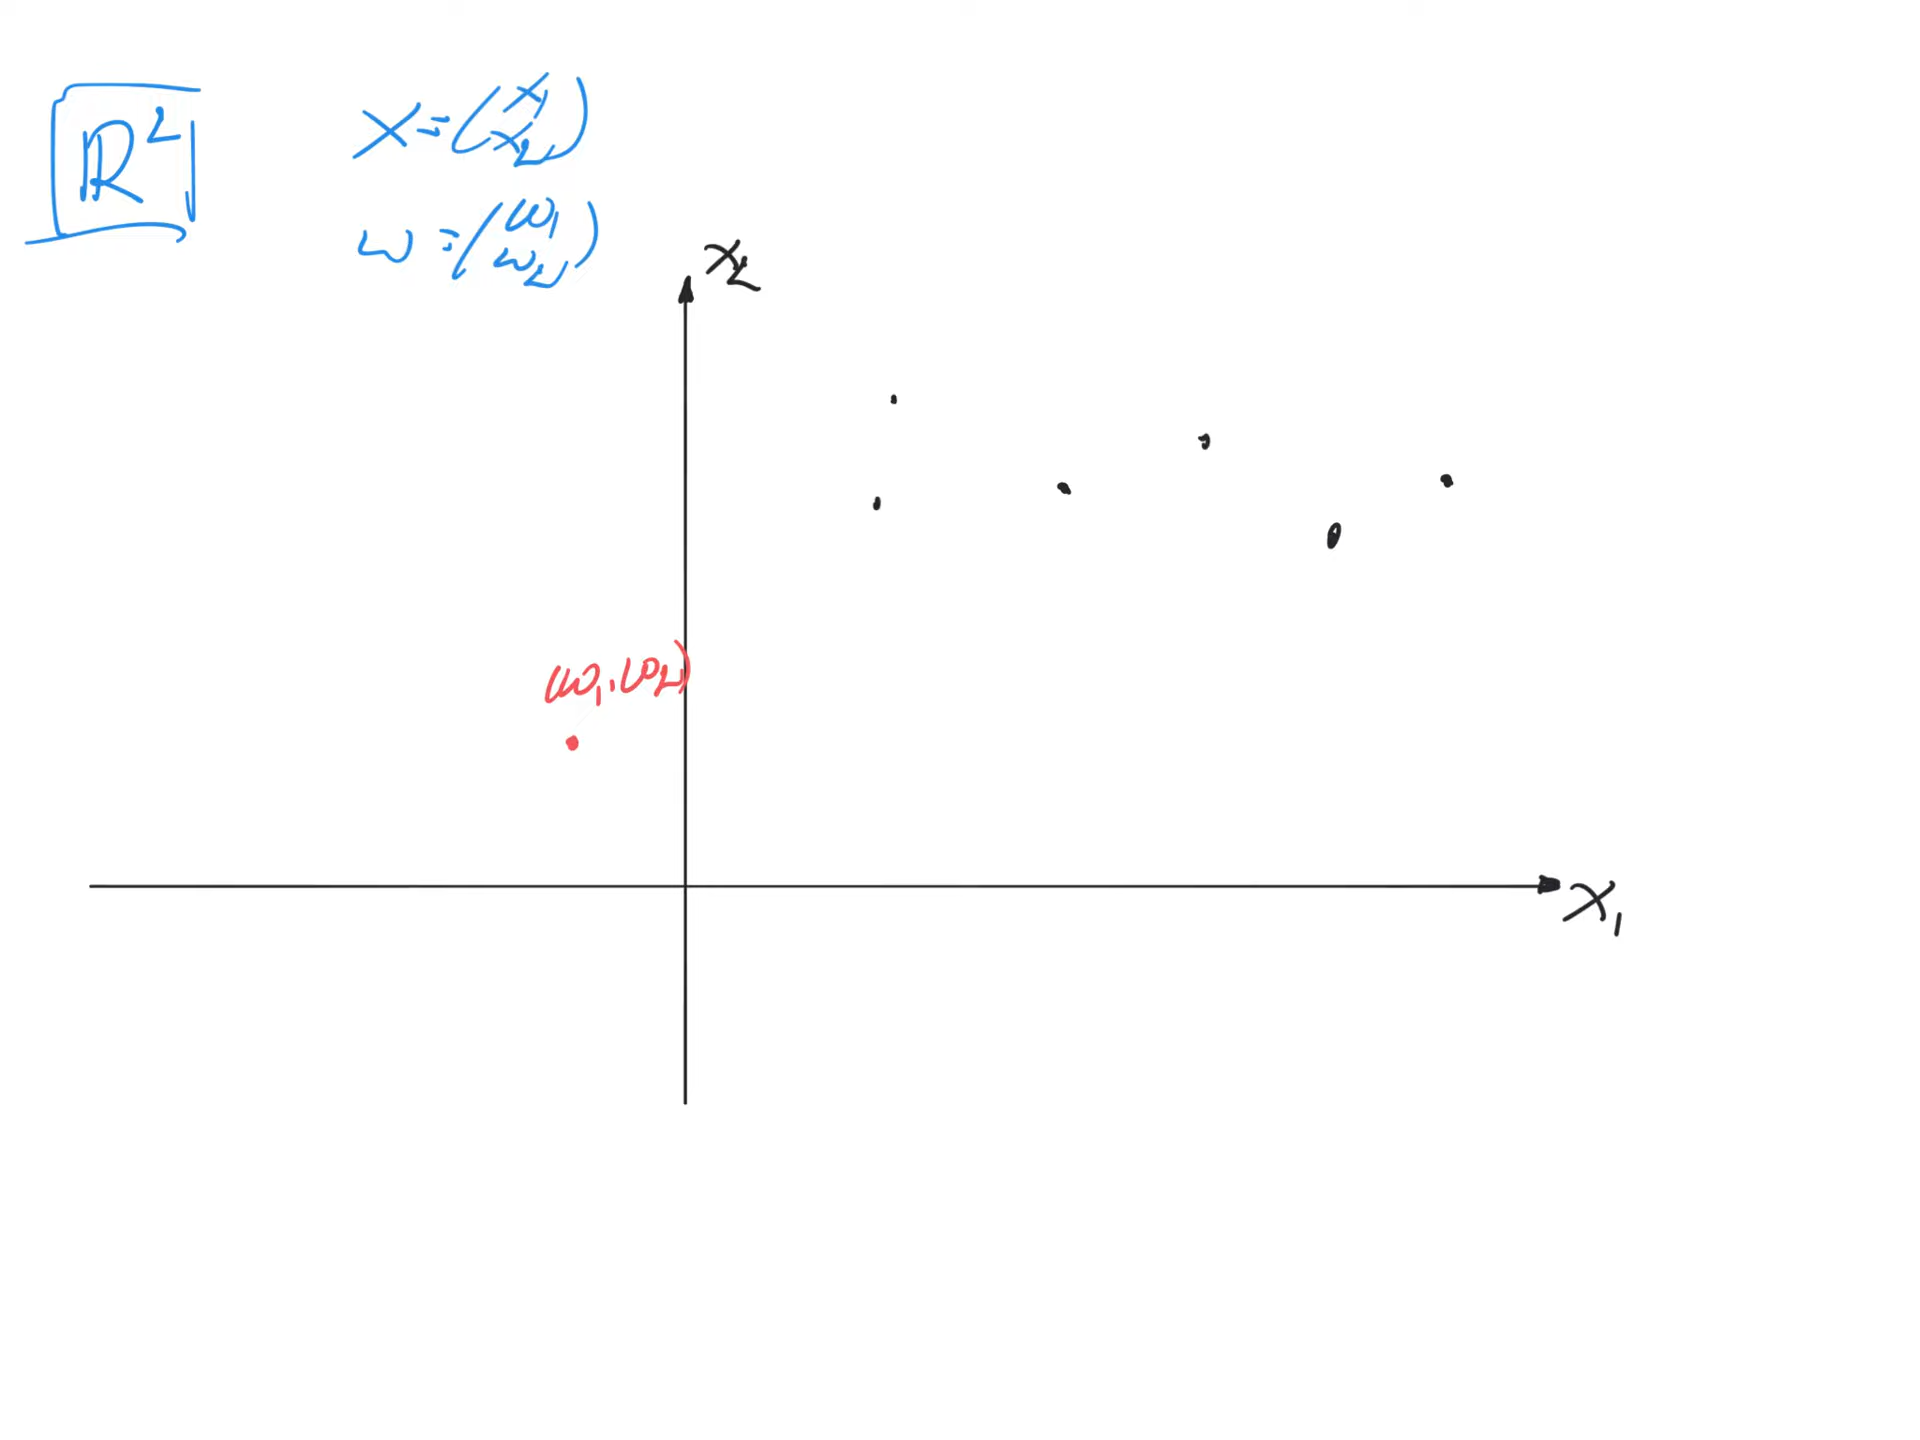 ℝ²
x = (x₁ x₂)
w = (w₁ w₂)
x₂
(w₁, w₂)
x₁